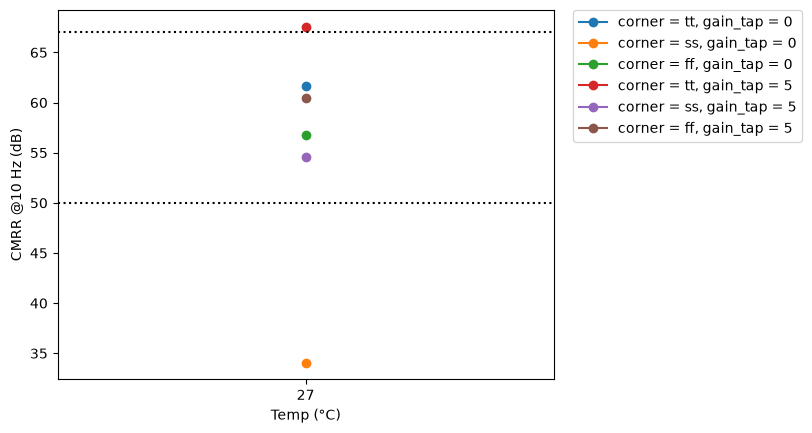 CMRR @10 Hz (dB)
65
60
55
50
45
40
35
27
Temp (°C)
corner = tt, gain_tap = 0
corner = ss, gain_tap = 0
corner = ff, gain_tap = 0
corner = tt, gain_tap = 5
corner = ss, gain_tap = 5
corner = ff, gain_tap = 5